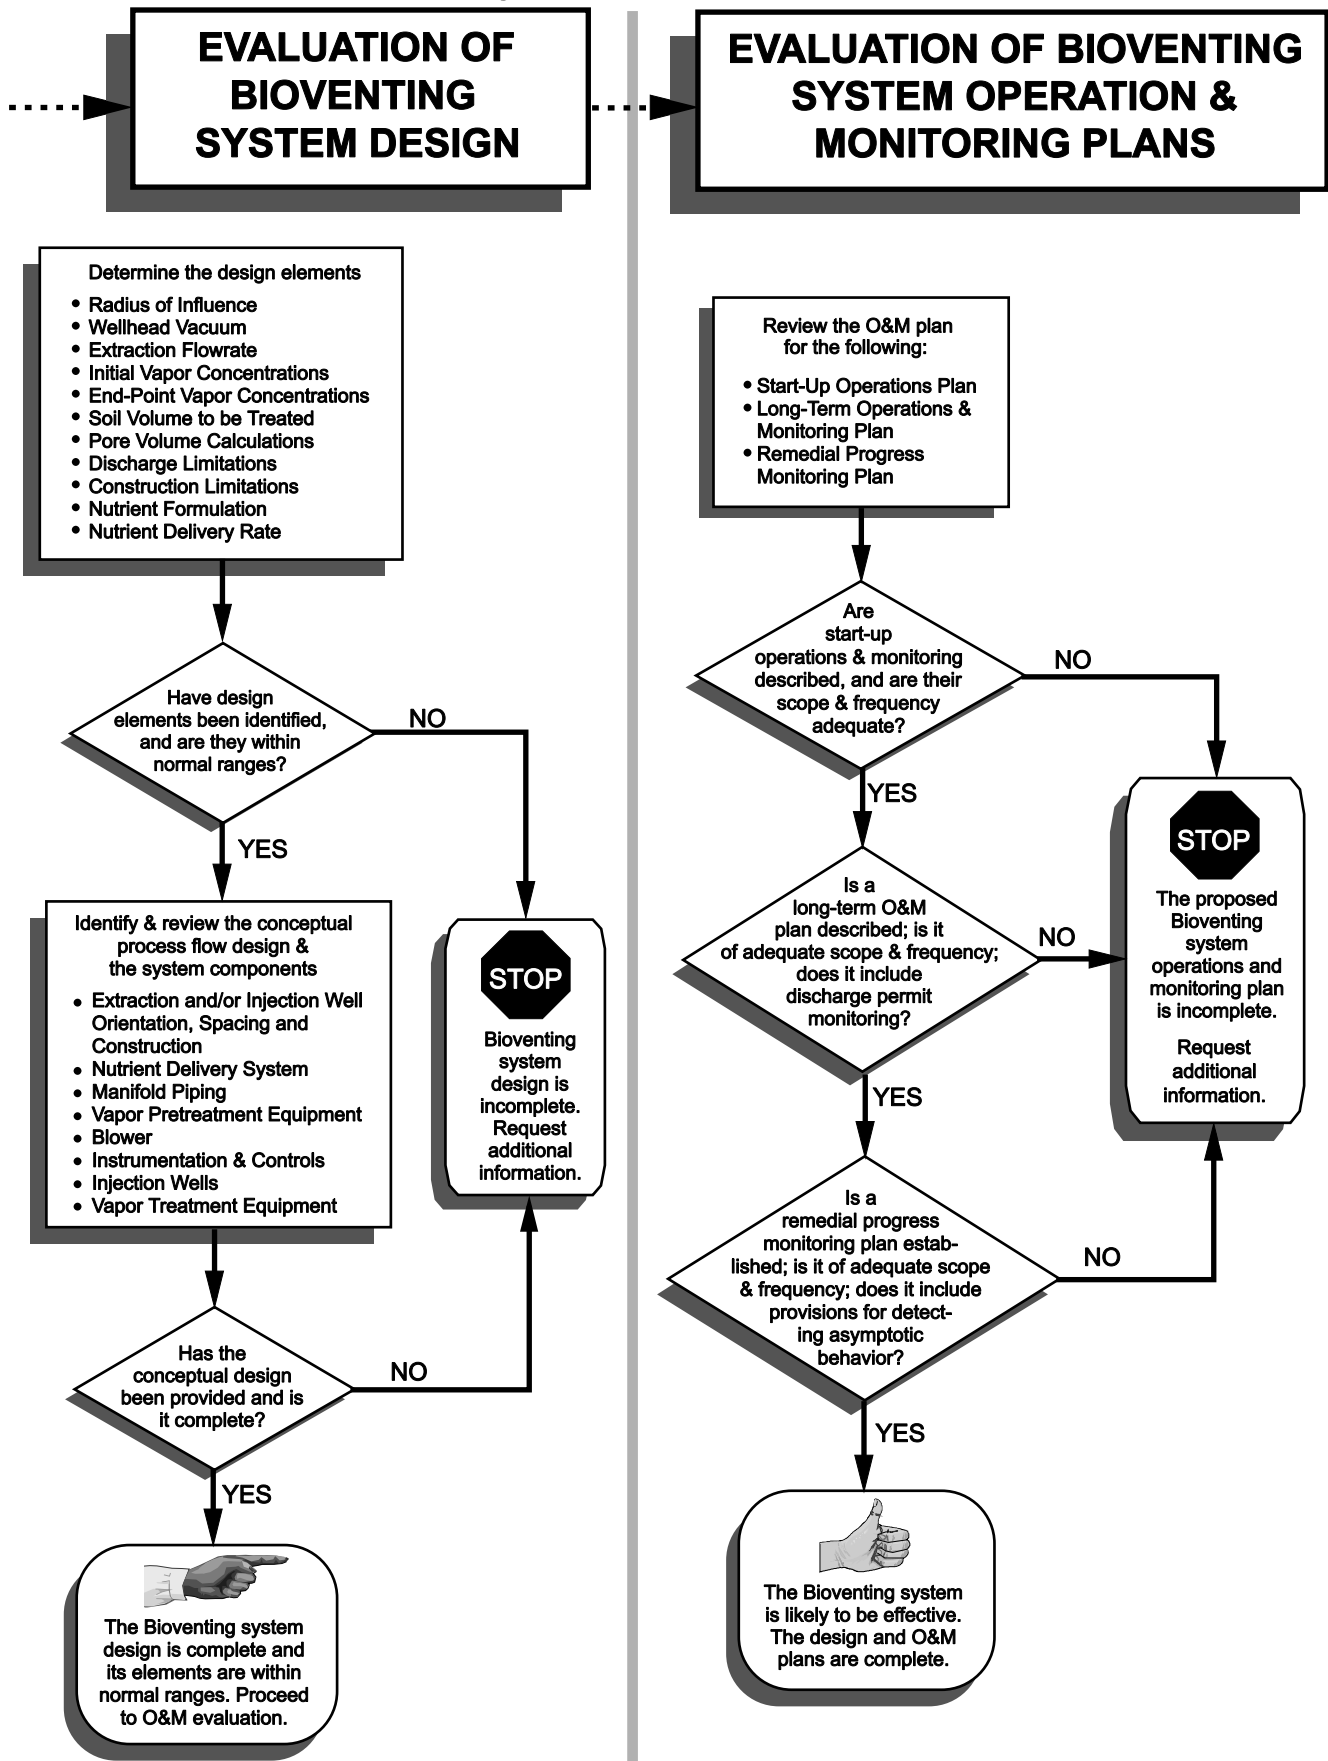 EVALUATION OF
BIOVENTING
SYSTEM DESIGN
Determine the design elements
• Radius of Influence
• Wellhead Vacuum
• Extraction Flowrate
• Initial Vapor Concentrations
• End-Point Vapor Concentrations
• Soil Volume to be Treated
• Pore Volume Calculations
• Discharge Limitations
• Construction Limitations
• Nutrient Formulation
• Nutrient Delivery Rate
Have design
elements been identified,
and are they within
normal ranges?
NO
YES
Identify & review the conceptual
process flow design &
the system components
• Extraction and/or Injection Well
Orientation, Spacing and
Construction
• Nutrient Delivery System
• Manifold Piping
• Vapor Pretreatment Equipment
• Blower
• Instrumentation & Controls
• Injection Wells
• Vapor Treatment Equipment
STOP
Bioventing
system
design is
incomplete.
Request
additional
information.
Has the
conceptual design
been provided and is
it complete?
NO
YES
The Bioventing system
design is complete and
its elements are within
normal ranges. Proceed
to O&M evaluation.
EVALUATION OF BIOVENTING
SYSTEM OPERATION &
MONITORING PLANS
Review the O&M plan
for the following:
• Start-Up Operations Plan
• Long-Term Operations &
Monitoring Plan
• Remedial Progress
Monitoring Plan
Are
start-up
operations & monitoring
described, and are their
scope & frequency
adequate?
NO
YES
Is a
long-term O&M
plan described; is it
of adequate scope & frequency;
does it include
discharge permit
monitoring?
NO
YES
STOP
The proposed
Bioventing
system
operations and
monitoring plan
is incomplete.
Request
additional
information.
Is a
remedial progress
monitoring plan estab-
lished; is it of adequate scope
& frequency; does it include
provisions for detect-
ing asymptotic
behavior?
NO
YES
The Bioventing system
is likely to be effective.
The design and O&M
plans are complete.